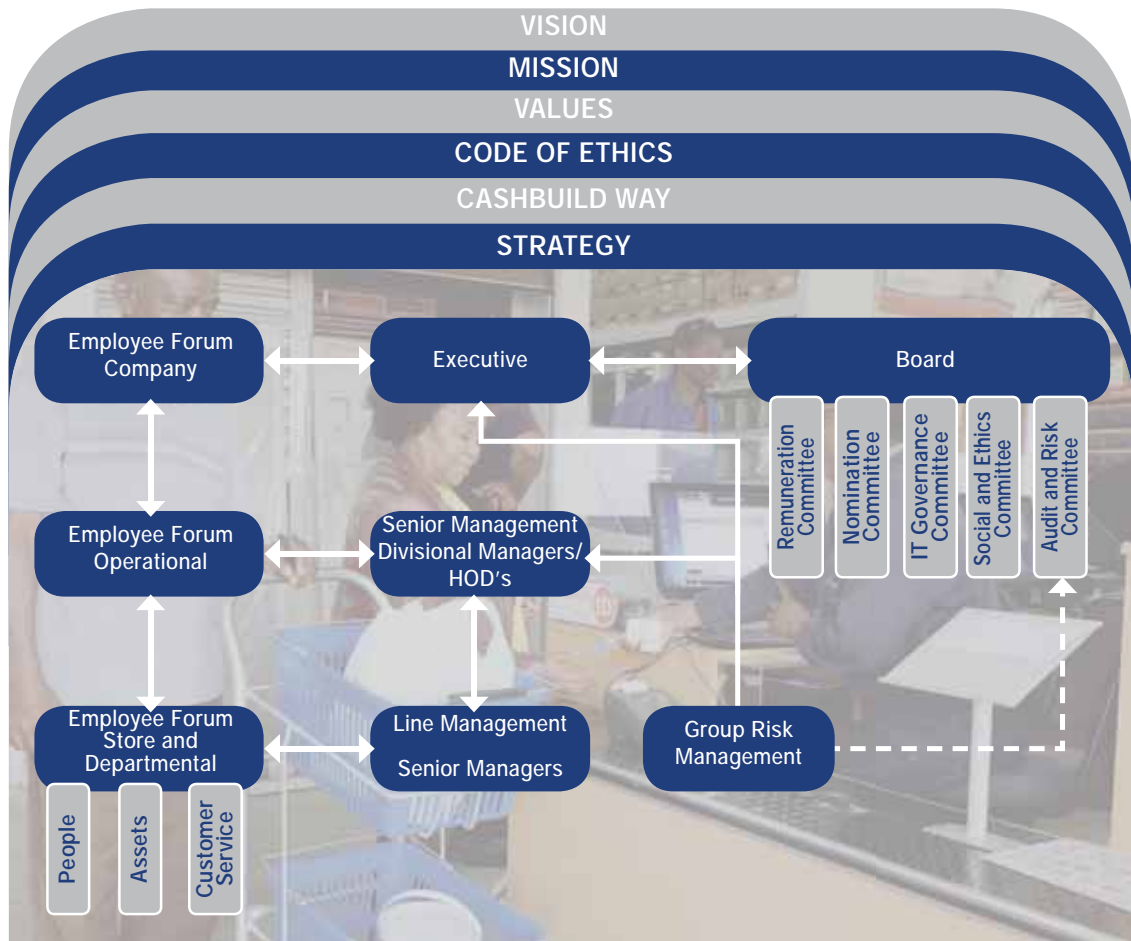 VISION
MISSION
VALUES
CODE OF ETHICS
CASHBUILD WAY
STRATEGY
Employee Forum
Company
Executive
Board
Remuneration
Committee
Nomination
Committee
IT Governance
Committee
Social and Ethics
Committee
Audit and Risk
Committee
Employee Forum
Operational
Senior Management
Divisional Managers/
HOD's
Employee Forum
Store and
Departmental
Line Management
Senior Managers
Group Risk
Management
People
Assets
Customer
Service